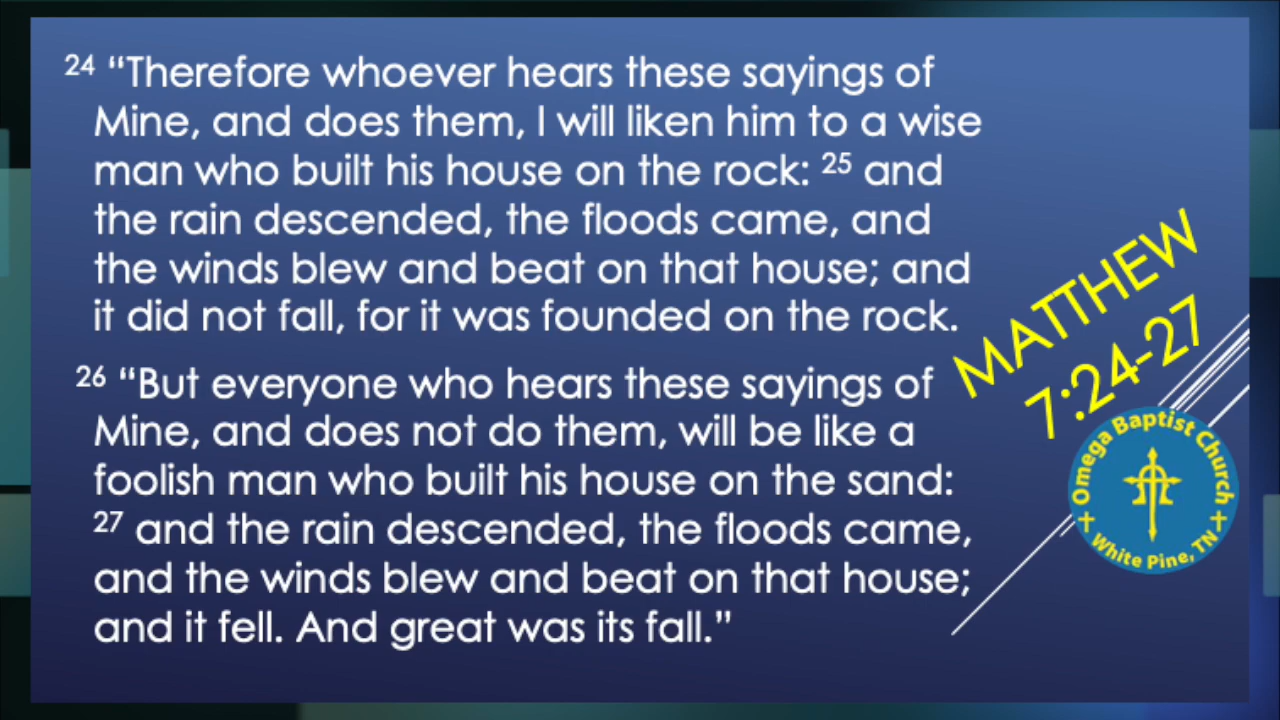 24 “Therefore whoever hears these sayings of
Mine, and does them, I will liken him to a wise
man who built his house on the rock: 25 and
the rain descended, the floods came, and
the winds blew and beat on that house; and
it did not fall, for it was founded on the rock.
26 “But everyone who hears these sayings of
Mine, and does not do them, will be like a
foolish man who built his house on the sand:
27 and the rain descended, the floods came,
and the winds blew and beat on that house;
and it fell. And great was its fall.”
MATTHEW
7:24-27
Omega Baptist Church
White Pine, TN